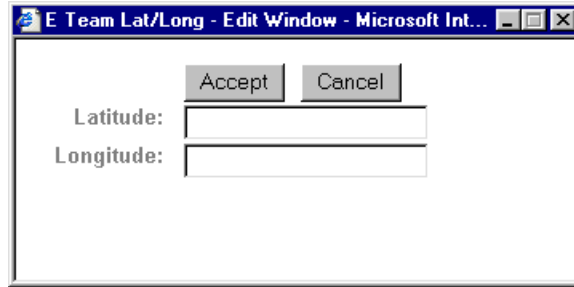 E Team Lat/Long - Edit Window - Microsoft Int...
Accept Cancel
Latitude:
Longitude: